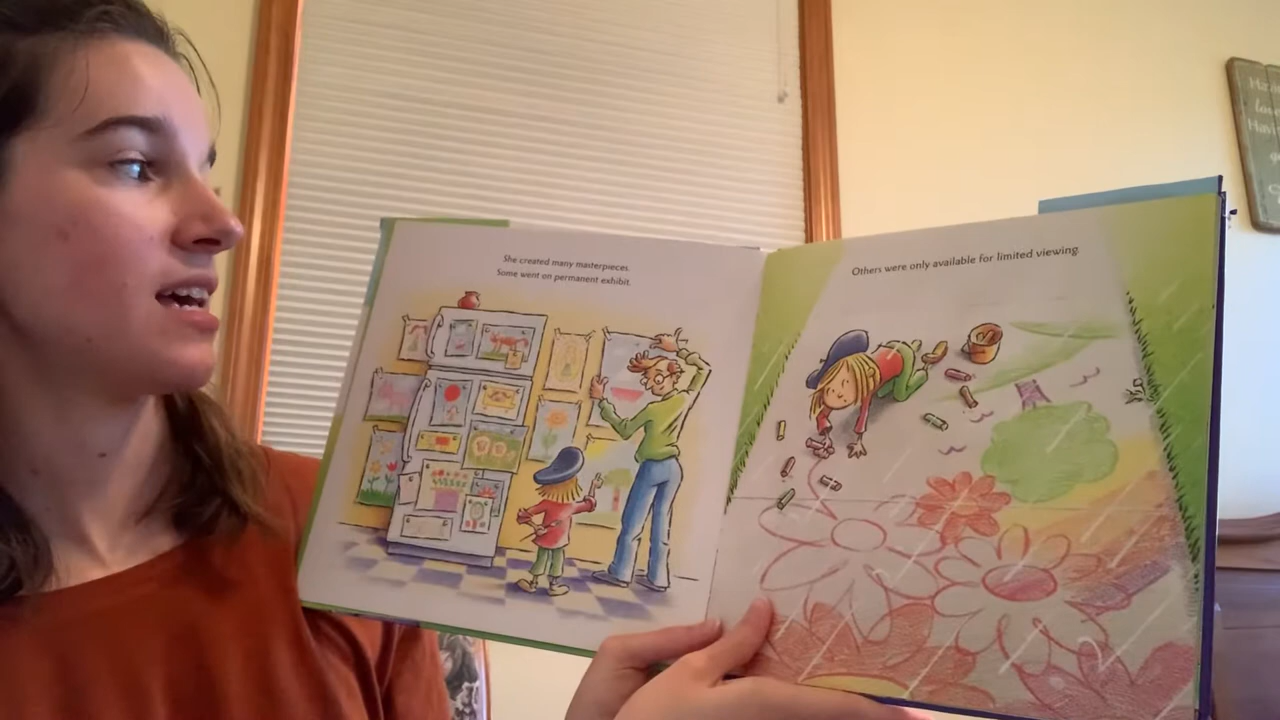 She created many masterpieces.
Some went on permanent exhibit.
Others were only available for limited viewing.